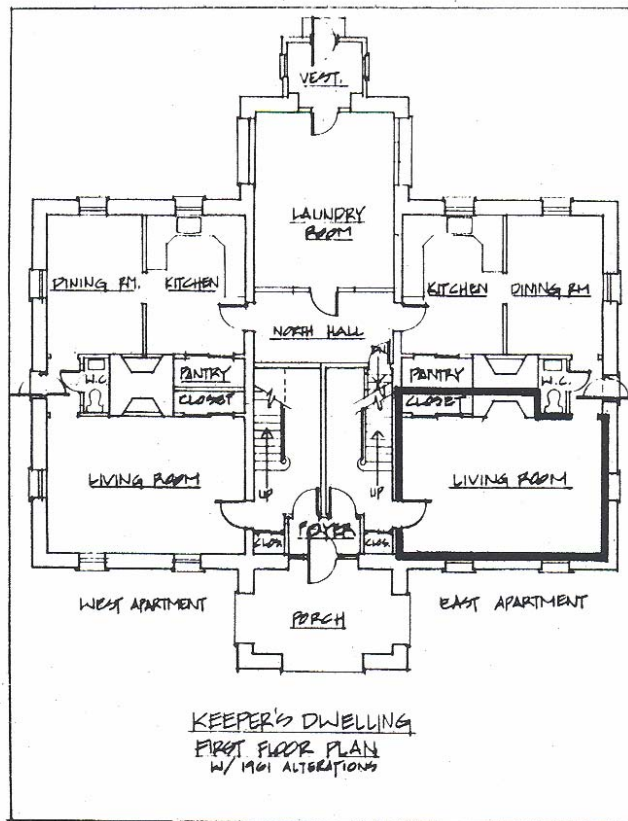 VEST.
LAUNDRY
ROOM
DINING RM.
KITCHEN
KITCHEN
DINING RM
NORTH HALL
DN
W.C.
PANTRY
CLOSET
PANTRY
CLOSET
W.C.
LIVING ROOM
UP
UP
LIVING ROOM
FOYER
CLOS.
CLOS.
WEST APARTMENT
PORCH
EAST APARTMENT
KEEPER'S DWELLING
FIRST FLOOR PLAN
W/ 1961 ALTERATIONS